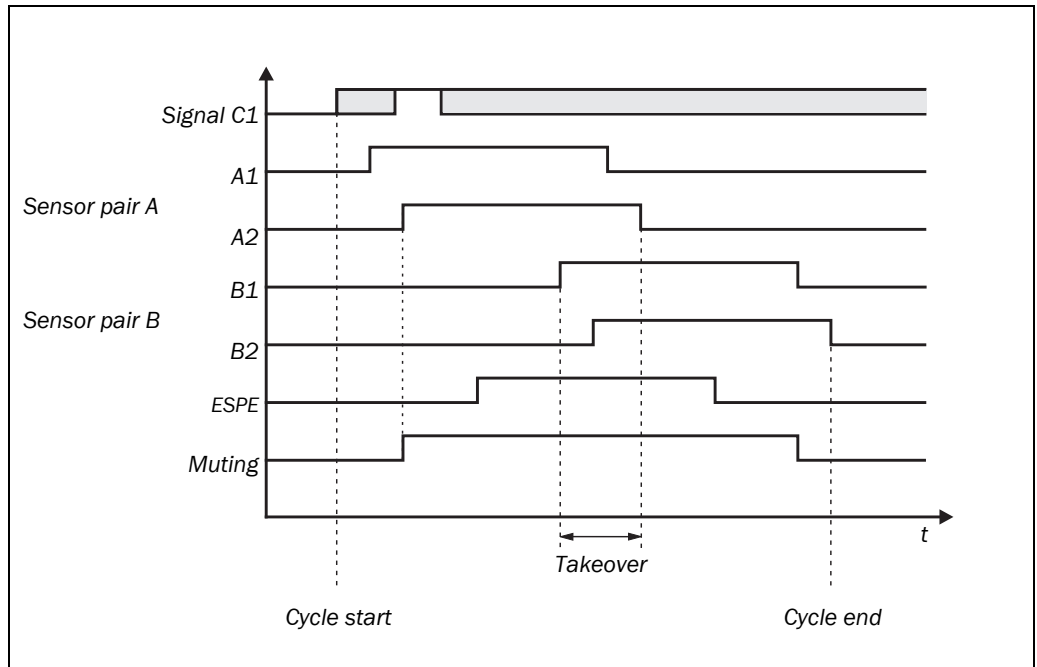 Signal C1
A1
Sensor pair A
A2
B1
Sensor pair B
B2
ESPE
Muting
t
Takeover
Cycle start Cycle end